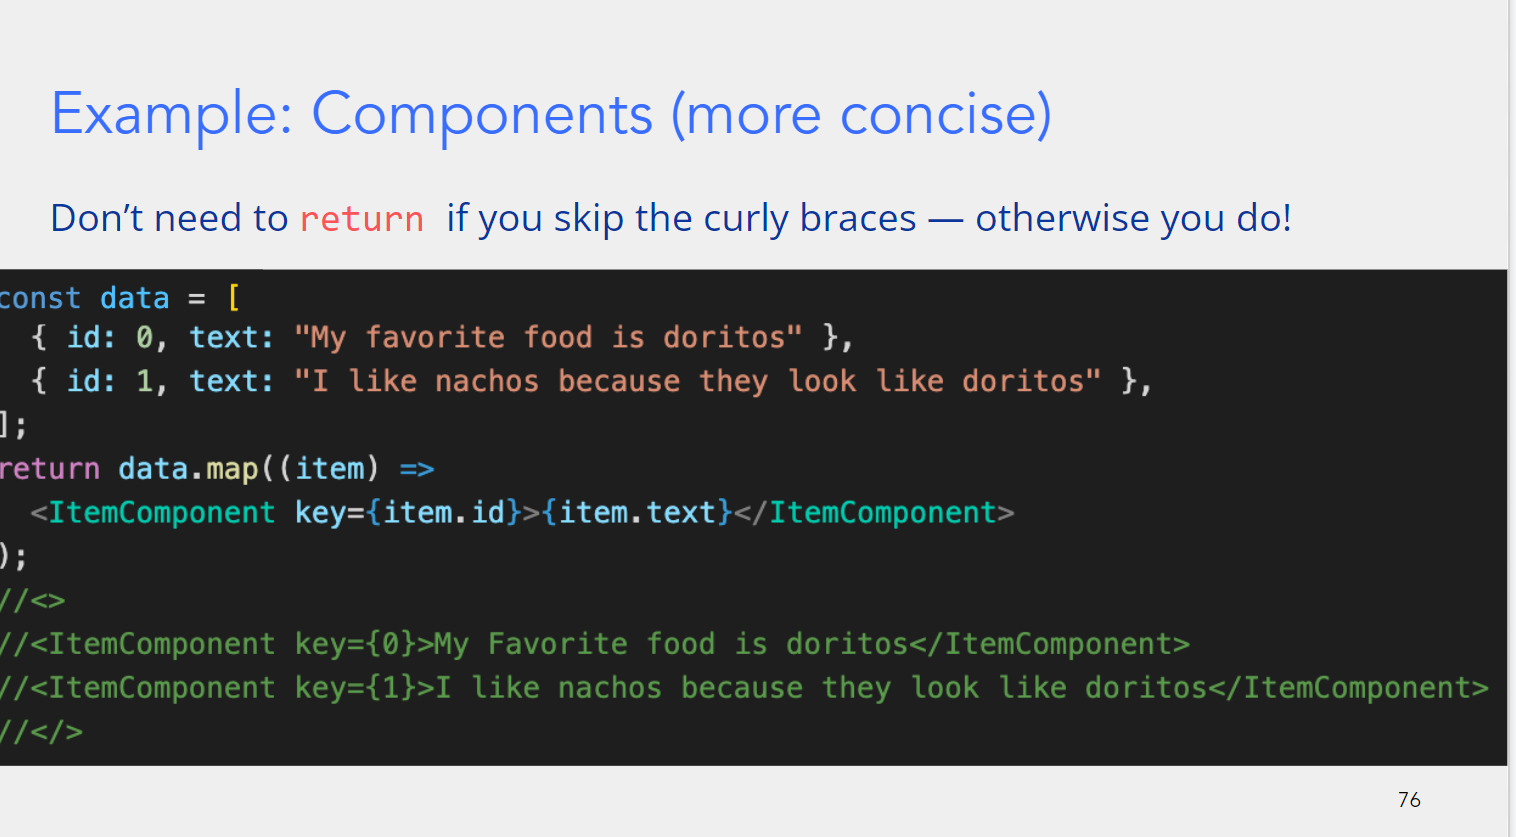 Example: Components (more concise)
Don’t need to return if you skip the curly braces — otherwise you do!
const data = [
{ id: 0, text: "My favorite food is doritos" },
{ id: 1, text: "I like nachos because they look like doritos" },
];
return data.map((item) =>
<ItemComponent key={item.id}>{item.text}</ItemComponent>
);
//<>
//<ItemComponent key={0}>My Favorite food is doritos</ItemComponent>
//<ItemComponent key={1}>I like nachos because they look like doritos</ItemComponent>
//</>
76